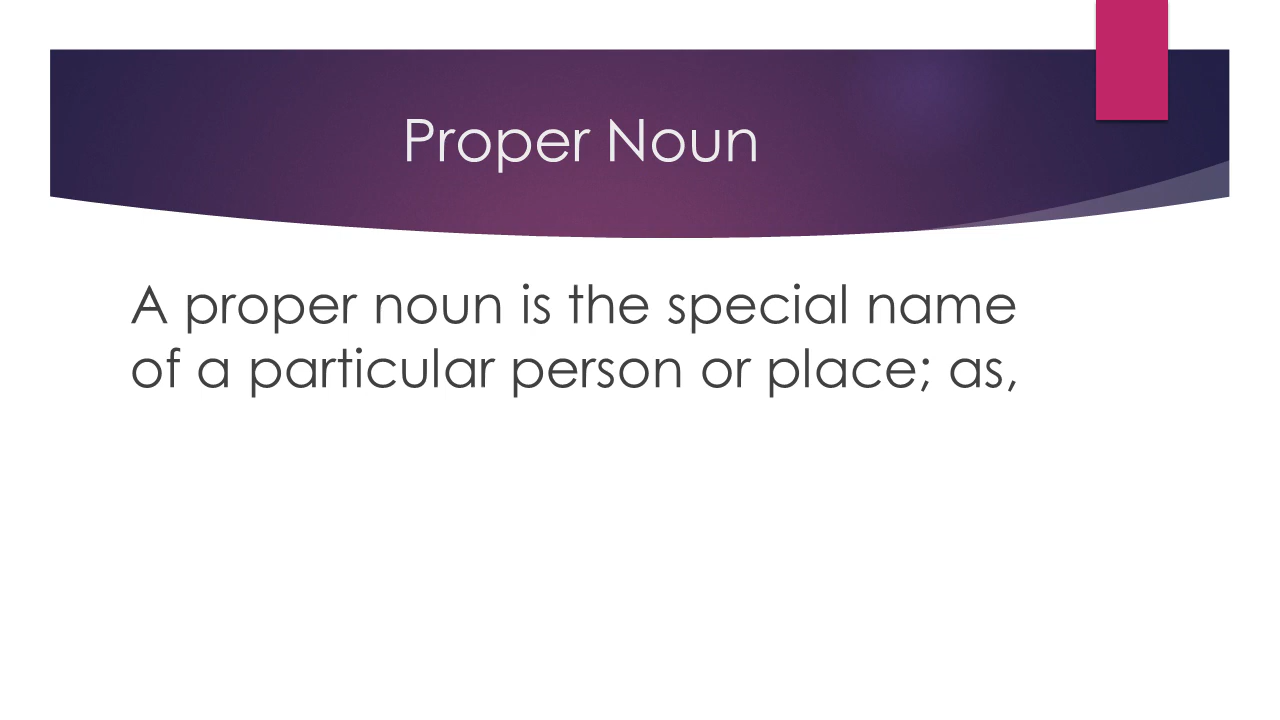 Proper Noun
A proper noun is the special name
of a particular person or place; as,